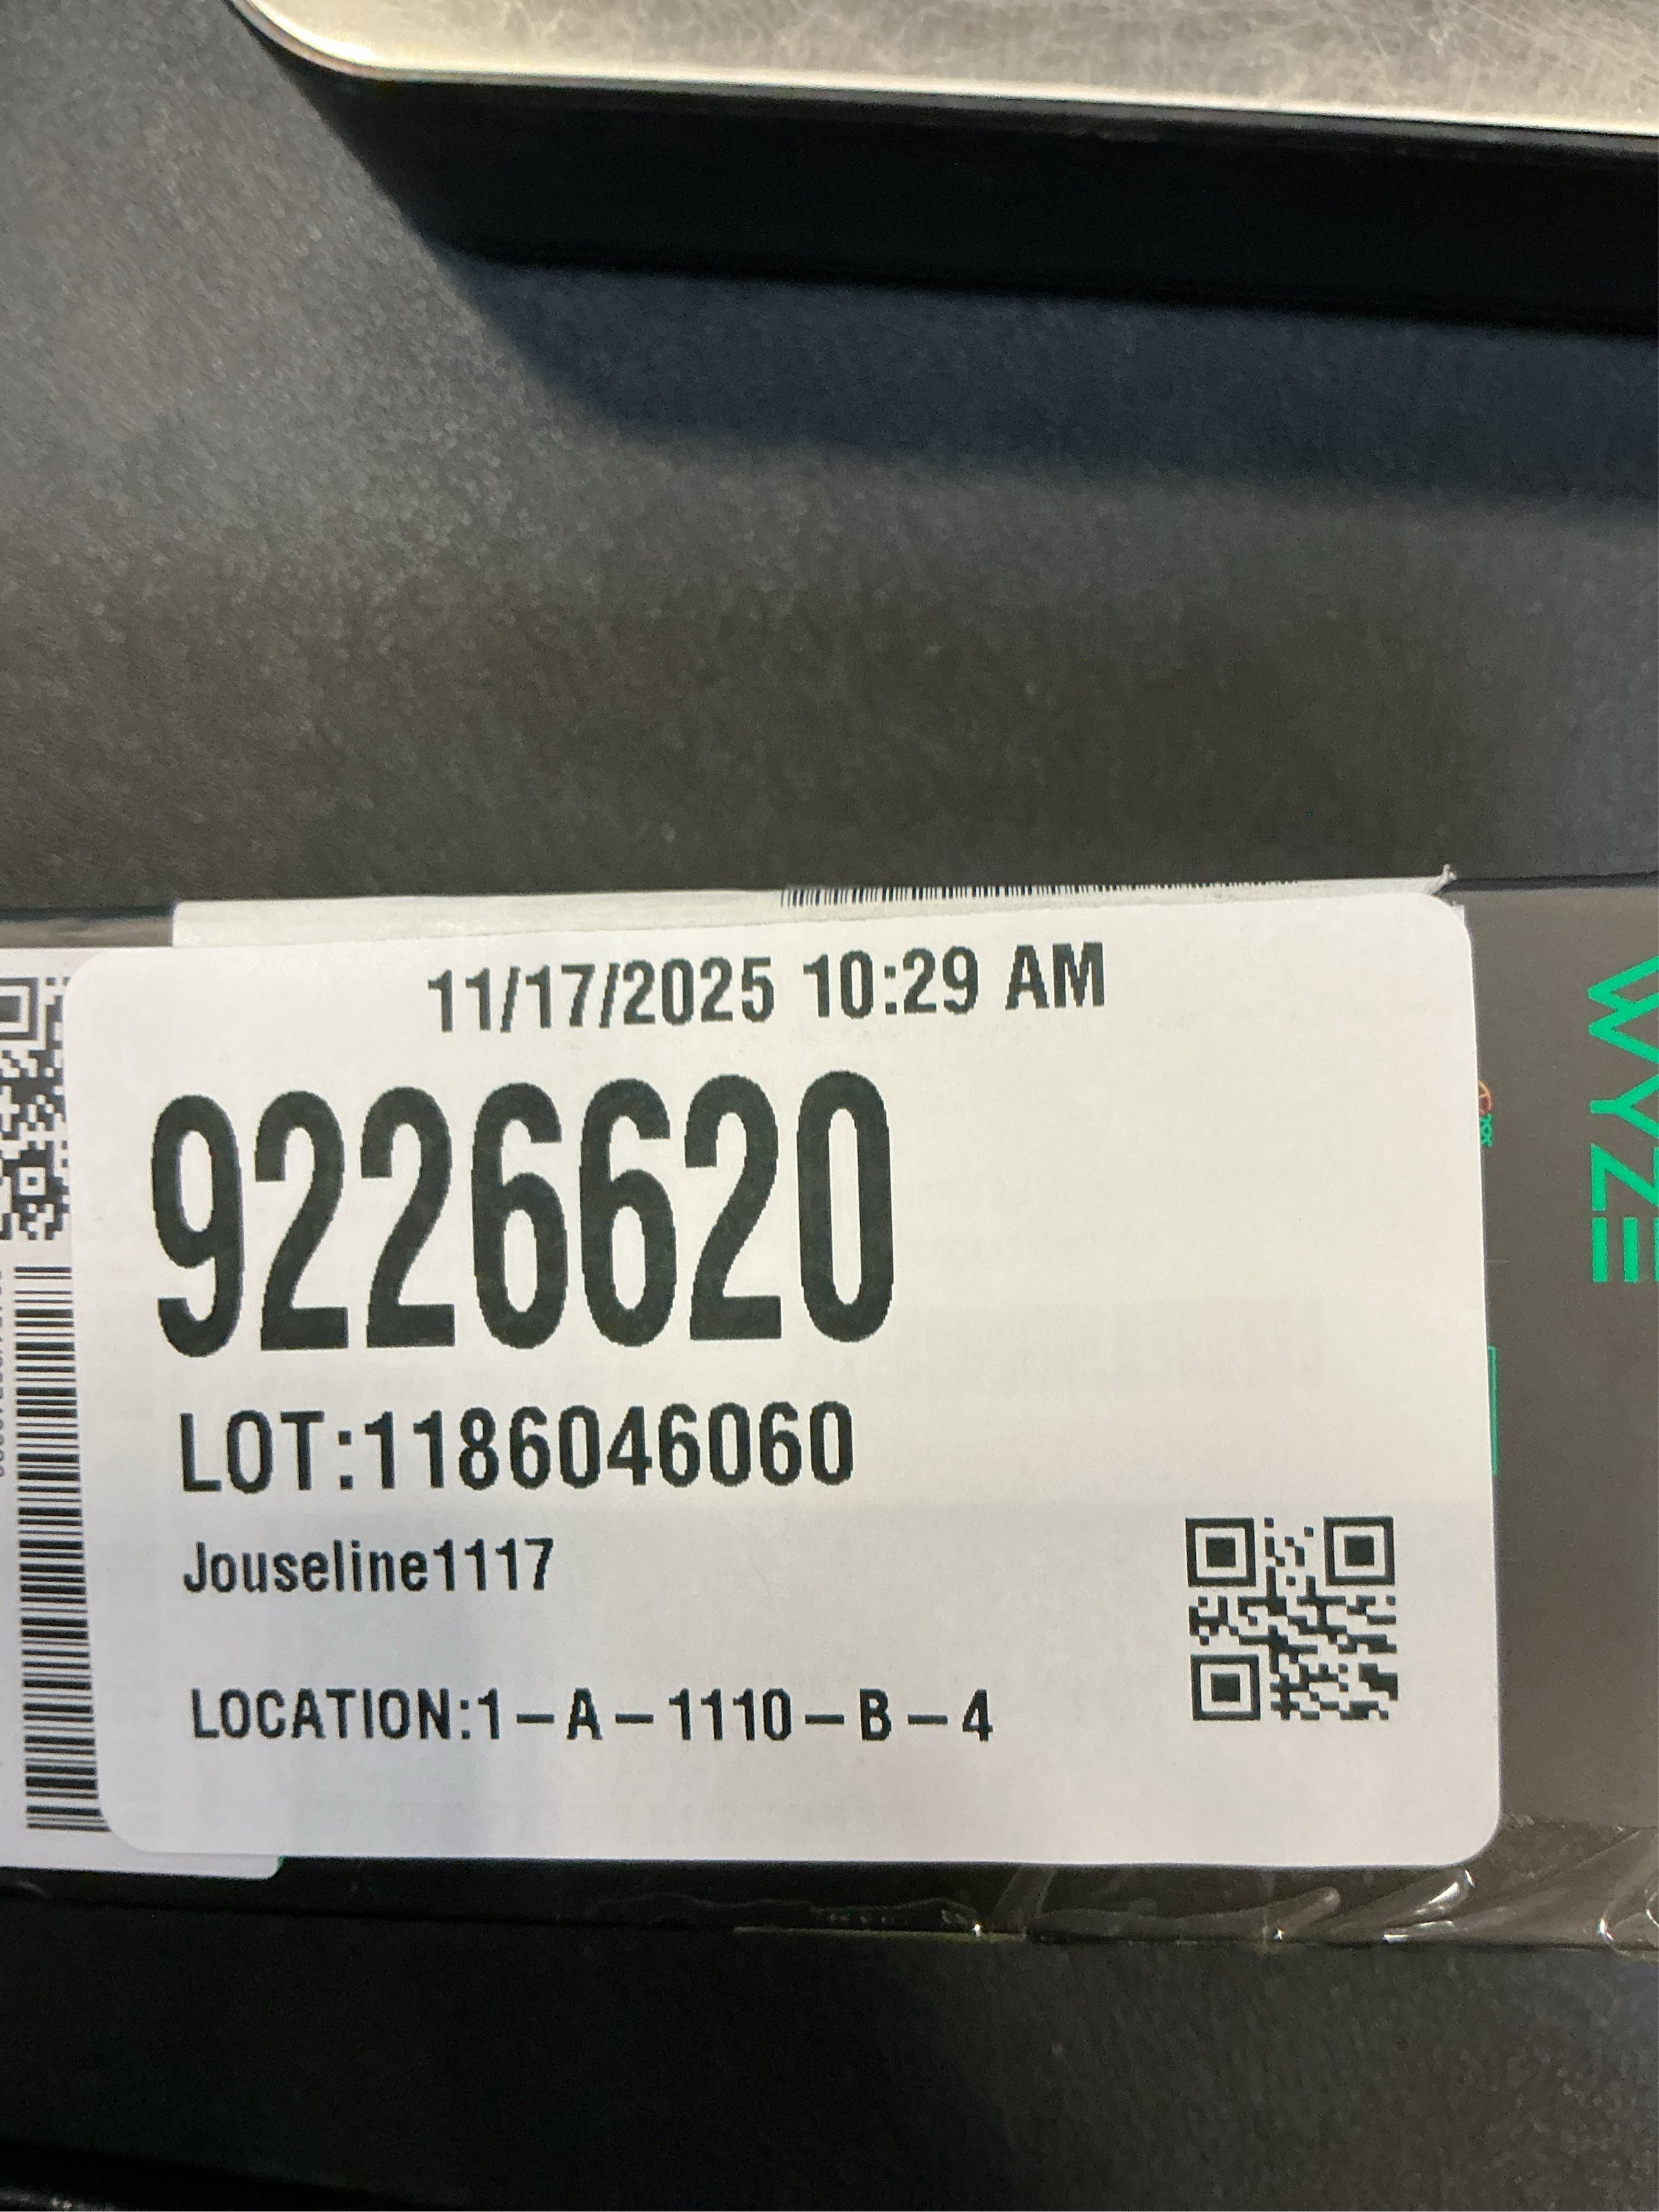 11/17/2025 10:29 AM
9226620
LOT:1186046060
Jouseline1117
LOCATION:1-A-1110-B-4
WYZE